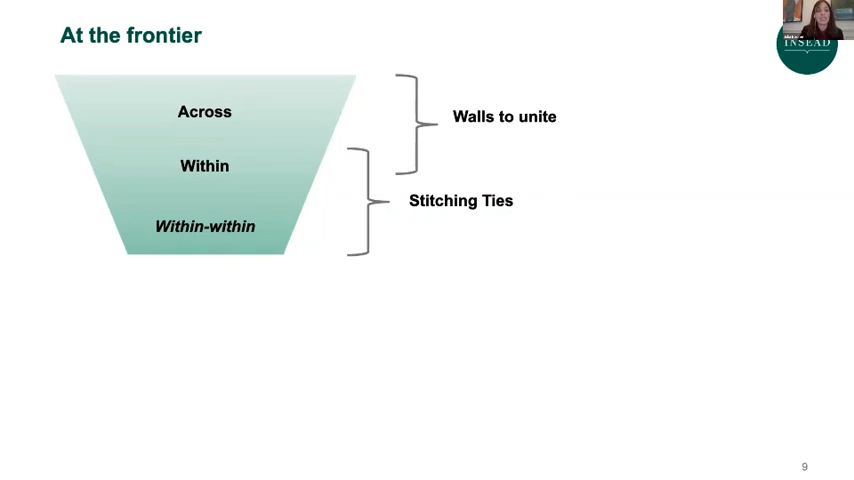 At the frontier
INSEAD
Across
Walls to unite
Within
Stitching Ties
Within-within
9